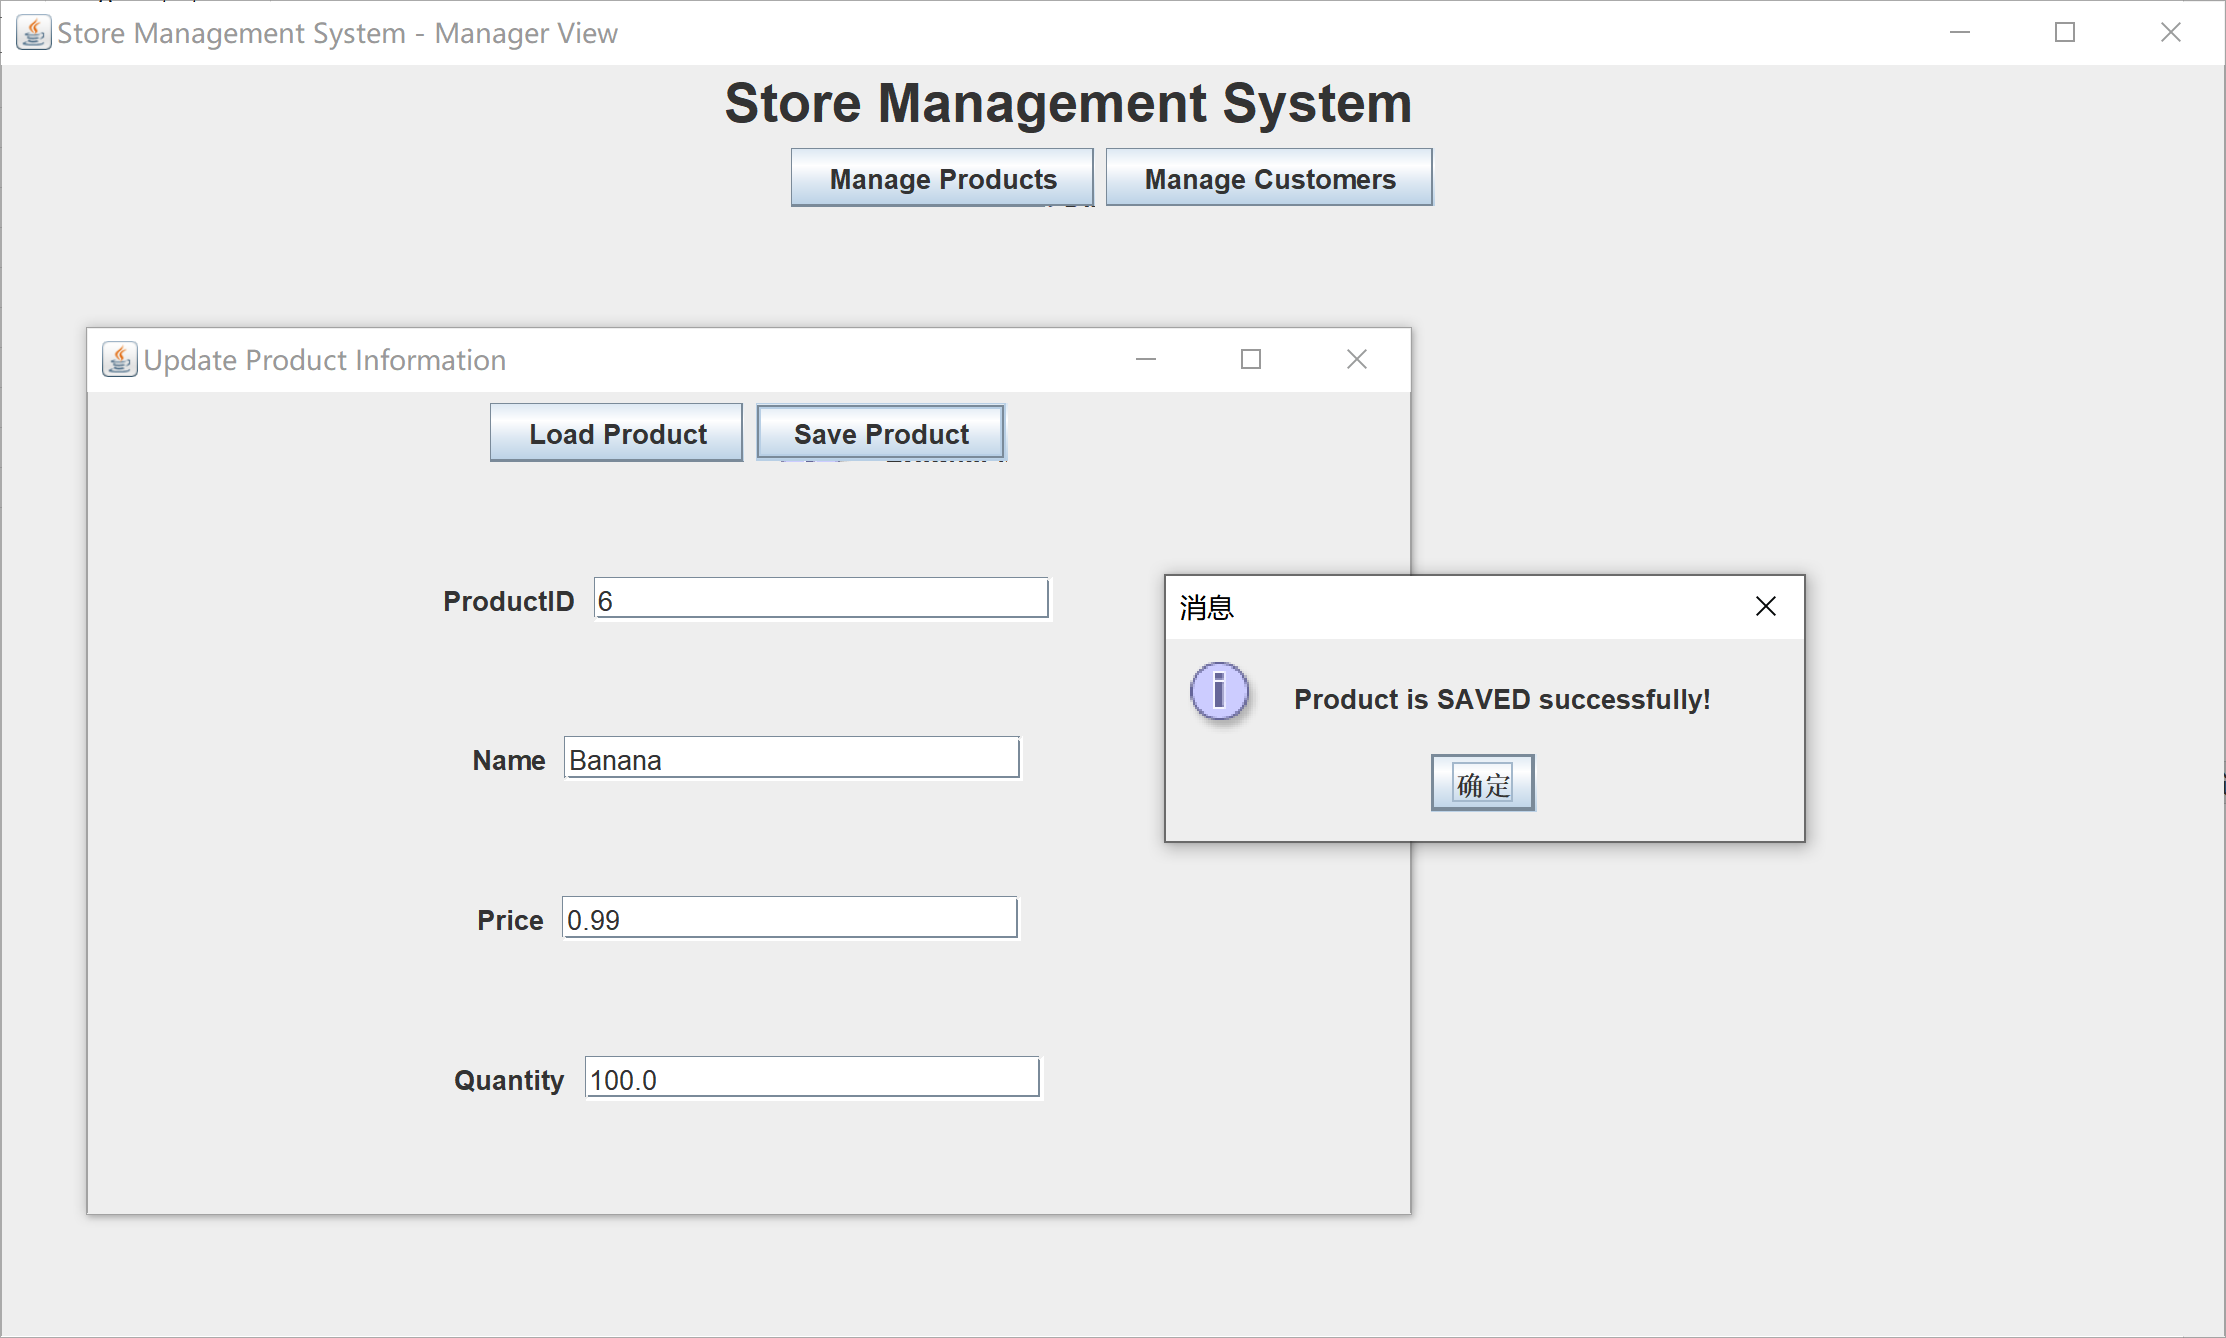 Store Management System - Manager View
Store Management System
Manage Products
Manage Customers
Update Product Information
Load Product
Save Product
ProductID
6
Name
Banana
Price
0.99
Quantity
100.0
消息
Product is SAVED successfully!
确定